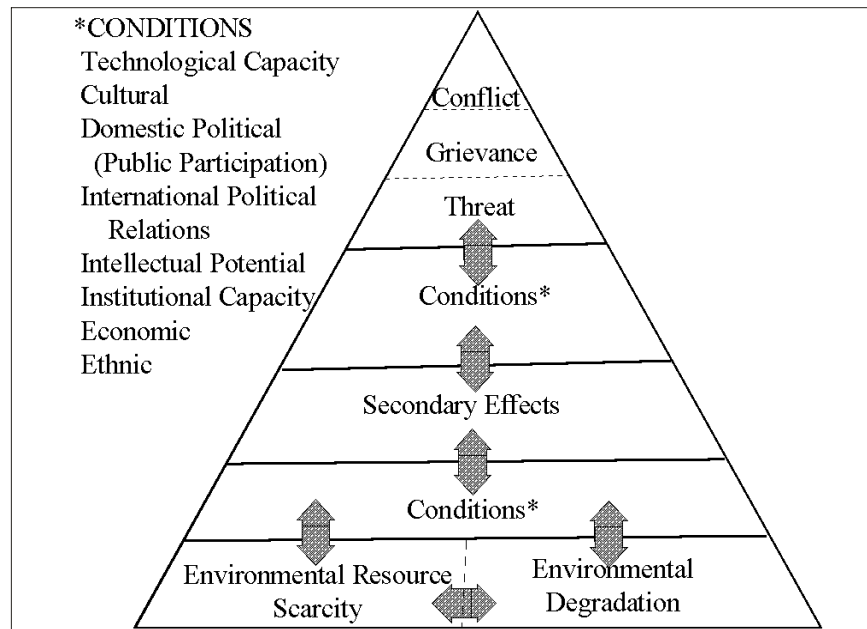 *CONDITIONS
Technological Capacity
Cultural
Domestic Political
(Public Participation)
International Political
Relations
Intellectual Potential
Institutional Capacity
Economic
Ethnic
Conflict
Grievance
Threat
Conditions*
Secondary Effects
Conditions*
Environmental Resource
Scarcity
Environmental
Degradation